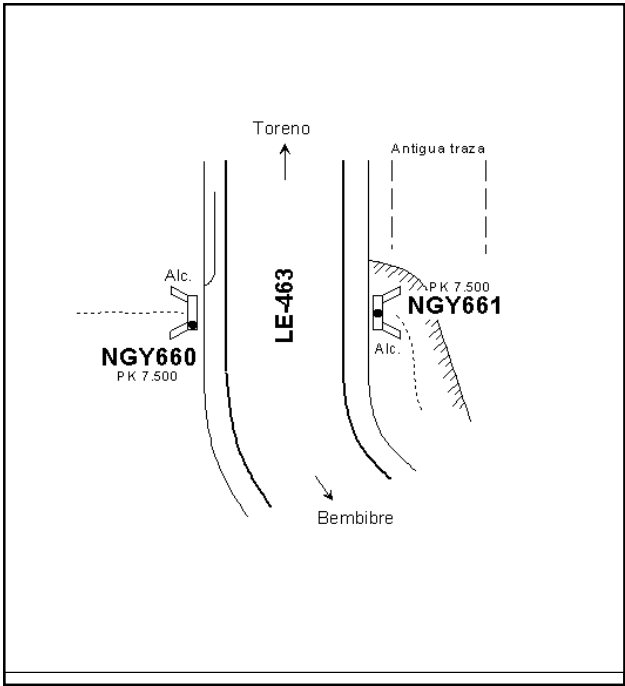 Toreno
Antigua traza
Alc.
LE-463
PK 7.500
NGY661
Alc.
NGY660
PK 7.500
Bembibre